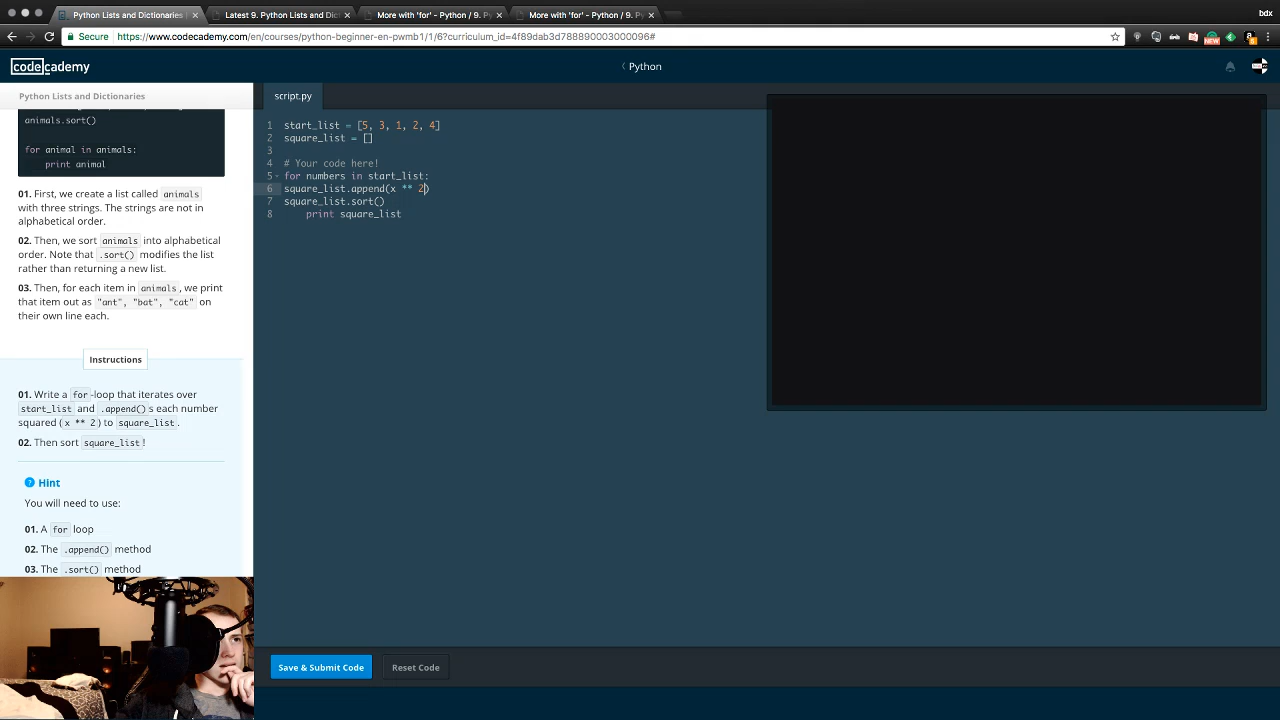 Python Lists and Dictionaries
Latest 9. Python Lists and Dic
More with 'for' - Python / 9. P
More with 'for' - Python / 9. Py
bdx
Secure https://www.codecademy.com/en/courses/python-beginner-en-pwmb1/1/6?curriculum_id=4f89dab3d788890003000096#
NEW
codecademy
Python
Python Lists and Dictionaries
script.py
animals.sort()
for animal in animals:
print animal
01. First, we create a list called animals
with three strings. The strings are not in
alphabetical order.
02. Then, we sort animals into alphabetical
order. Note that .sort() modifies the list
rather than returning a new list.
03. Then, for each item in animals, we print
that item out as "ant", "bat", "cat" on
their own line each.
Instructions
01. Write a for-loop that iterates over
start_list and .append()s each number
squared (x ** 2) to square_list.
02. Then sort square_list!
Hint
You will need to use:
01. A for loop
02. The .append() method
03. The .sort() method
1 start_list = [5, 3, 1, 2, 4]
2 square_list = []
3
4 # Your code here!
5 for numbers in start_list:
6 square_list.append(x ** 2)
7 square_list.sort()
8 print square_list
Save & Submit Code
Reset Code